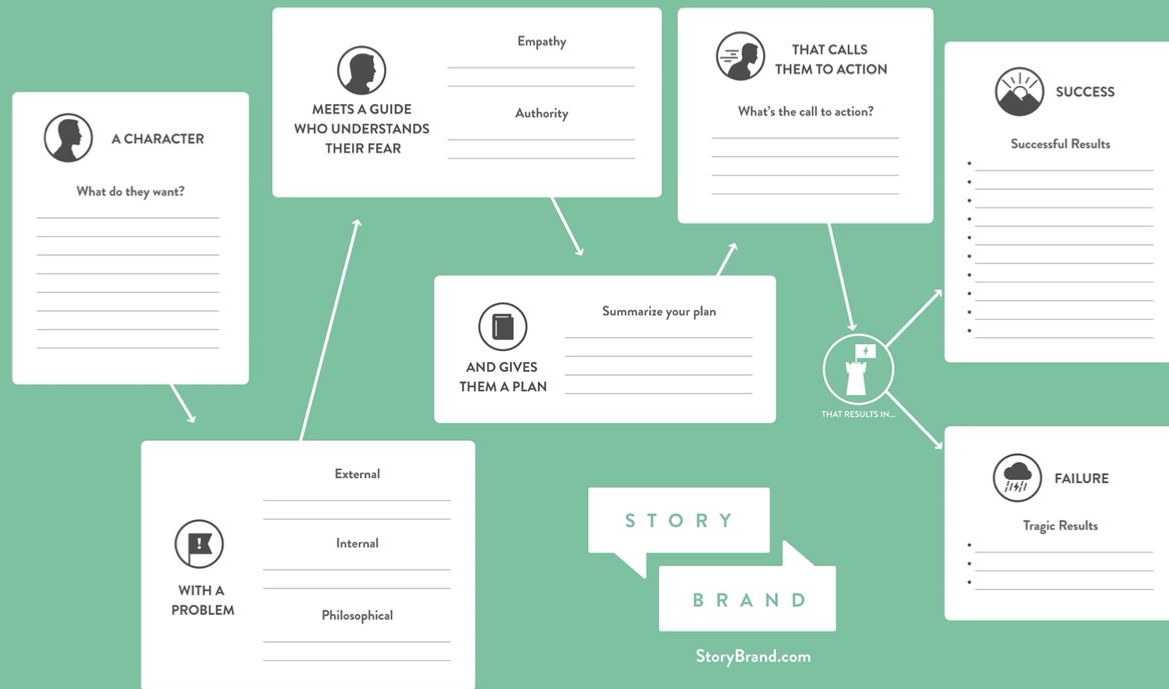 A CHARACTER
What do they want?
WITH A
PROBLEM
External
Internal
Philosophical
MEETS A GUIDE
WHO UNDERSTANDS
THEIR FEAR
Empathy
Authority
AND GIVES
THEM A PLAN
Summarize your plan
THAT CALLS
THEM TO ACTION
What's the call to action?
THAT RESULTS IN...
SUCCESS
Successful Results
FAILURE
Tragic Results
STORY
BRAND
StoryBrand.com